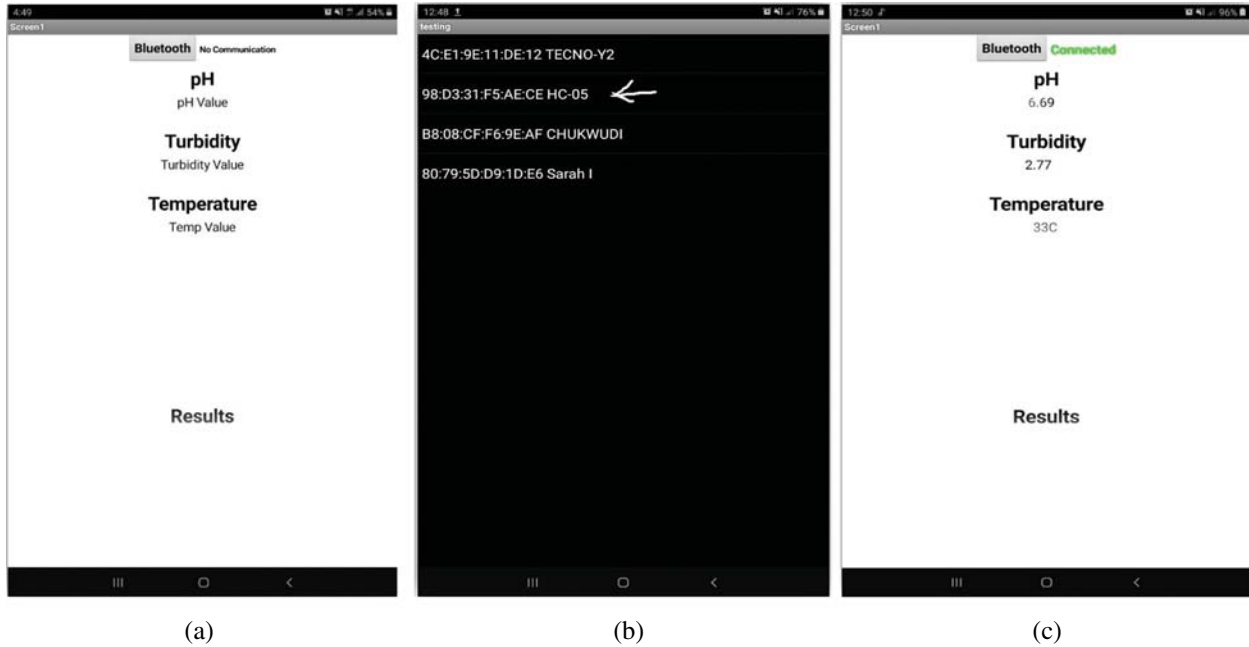 4:49 54%
Screen1
Bluetooth No Communication
pH
pH Value
Turbidity
Turbidity Value
Temperature
Temp Value
Results
(a)
12:48 76%
testing
4C:E1:9E:11:DE:12 TECNO-Y2
98:D3:31:F5:AE:CE HC-05
B8:08:CF:F6:9E:AF CHUKWUDI
80:79:5D:D9:1D:E6 Sarah I
(b)
12:50 96%
Screen1
Bluetooth Connected
pH
6.69
Turbidity
2.77
Temperature
33C
Results
(c)